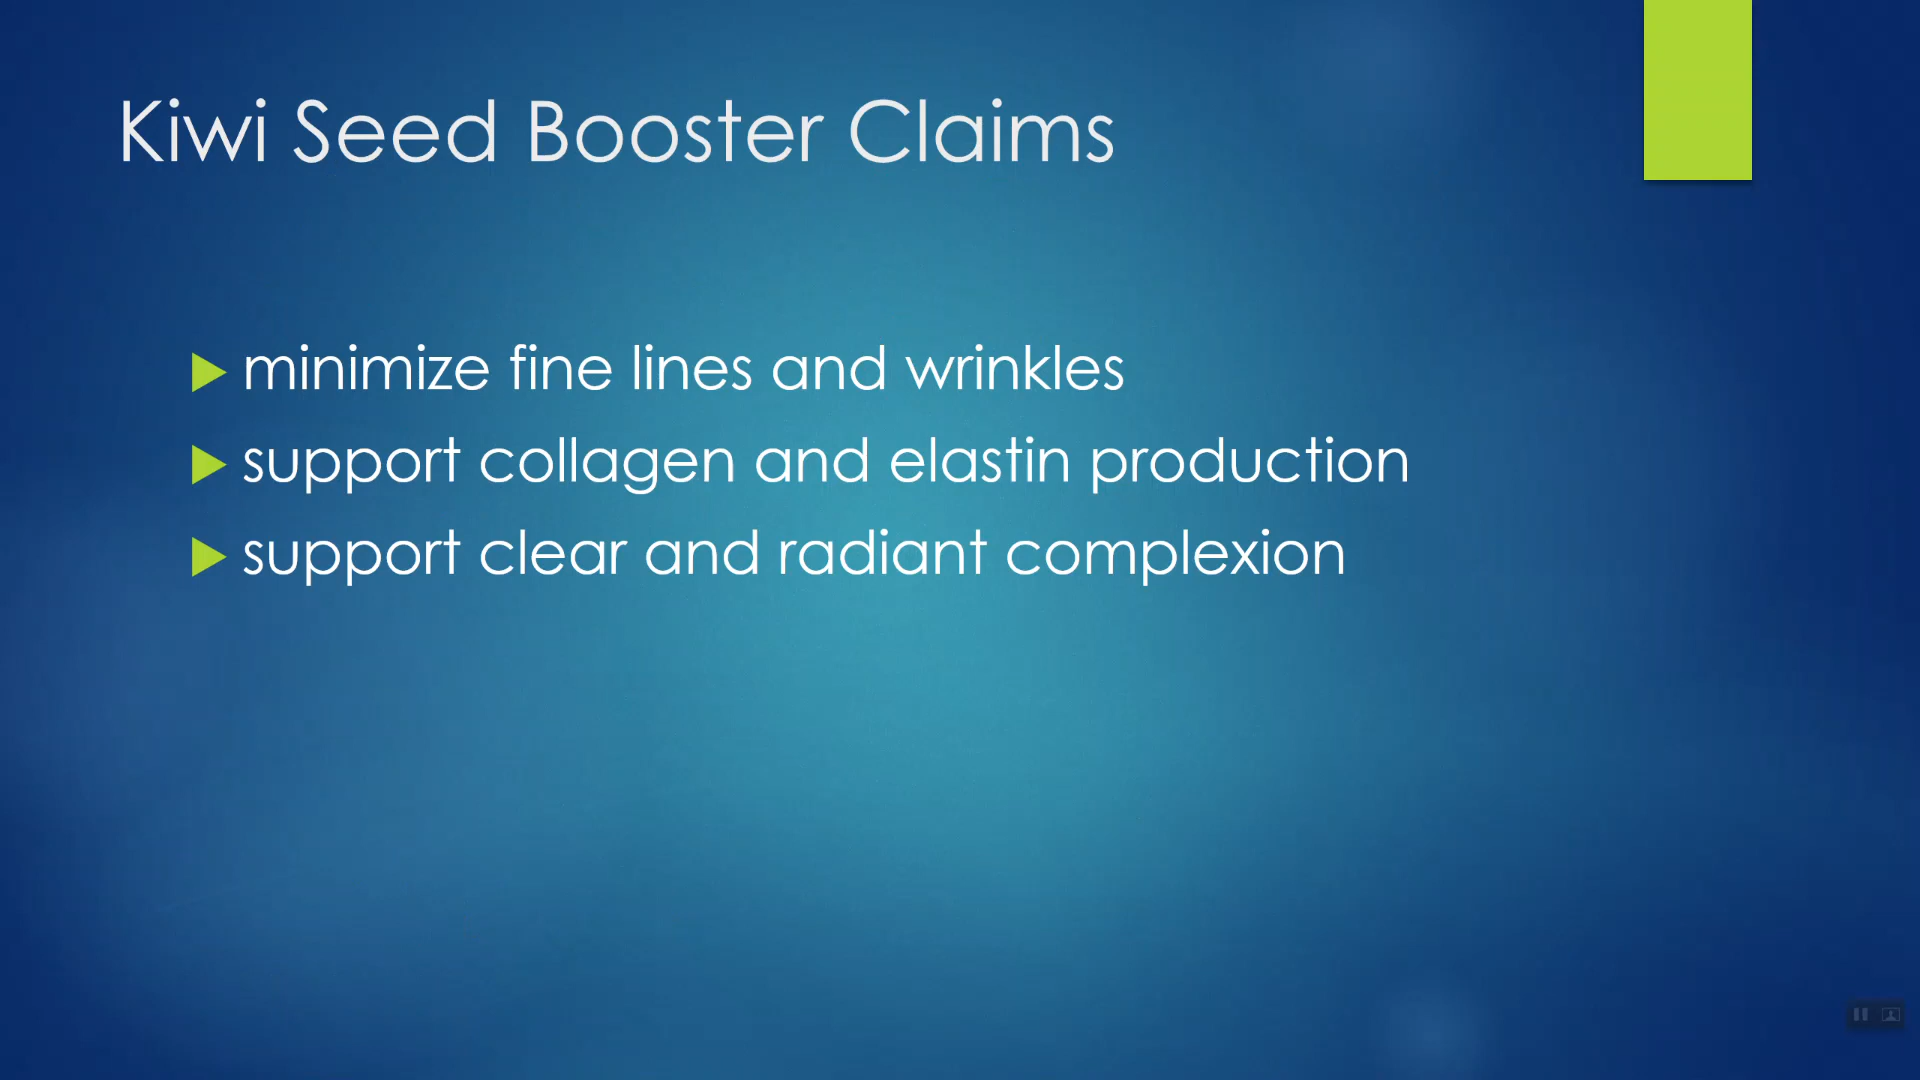 Kiwi Seed Booster Claims
minimize fine lines and wrinkles
support collagen and elastin production
support clear and radiant complexion